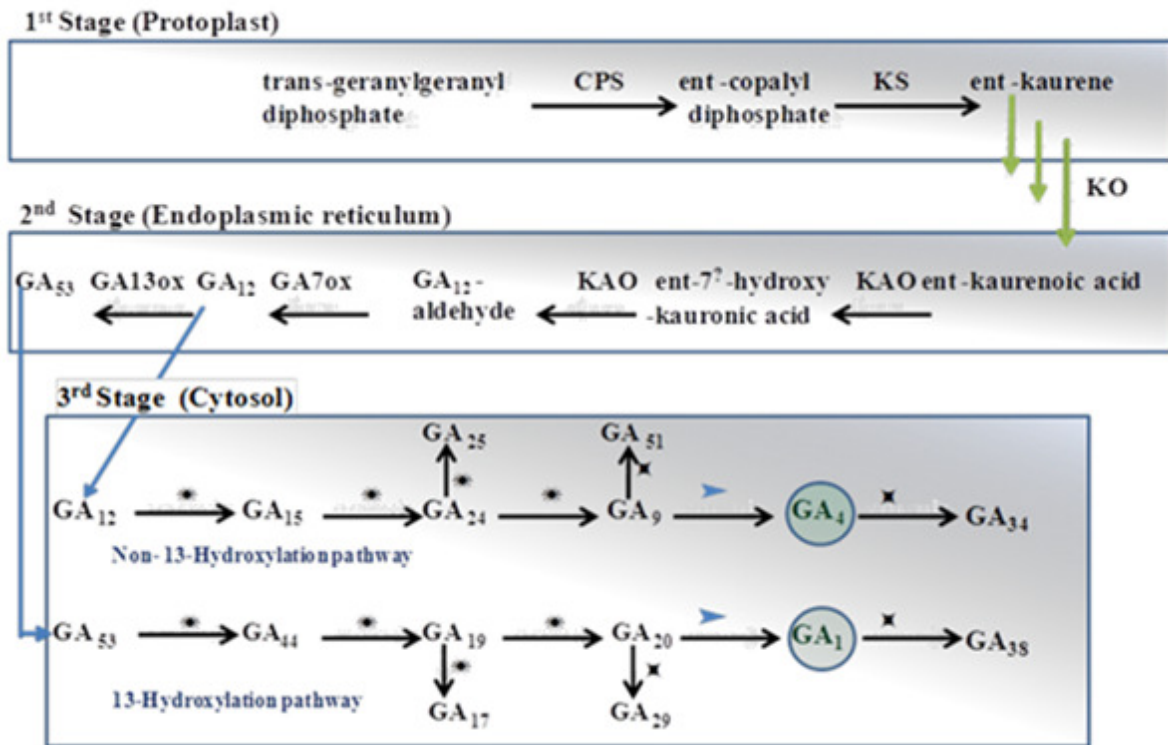 1st Stage (Protoplast)
trans-geranylgeranyl
diphosphate
CPS
ent -copalyl
diphosphate
KS
ent -kaurene
KO
2nd Stage (Endoplasmic reticulum)
GA53 GA13ox GA12 GA7ox
GA12-
aldehyde
KAO
ent-7?-hydroxy
-kauronic acid
KAO ent -kaurenoic acid
3rd Stage (Cytosol)
GA25 GA51
GA12 GA15 GA24 GA9 GA4 GA34
Non- 13-Hydroxylation pathway
GA53 GA44 GA19 GA20 GA1 GA38
13-Hydroxylation pathway
GA17 GA29